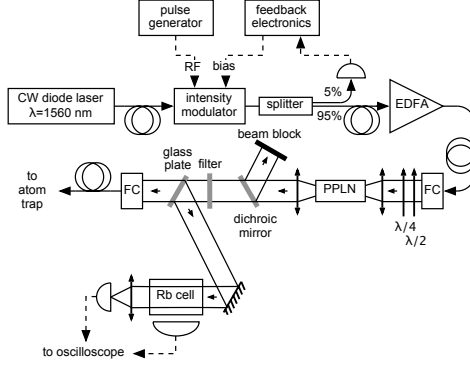 pulse
generator
feedback
electronics
RF
bias
5%
CW diode laser
λ=1560 nm
intensity
modulator
splitter
95%
EDFA
beam block
glass
plate
filter
to
atom
trap
FC
PPLN
FC
dichroic
mirror
λ/4
λ/2
Rb cell
to oscilloscope